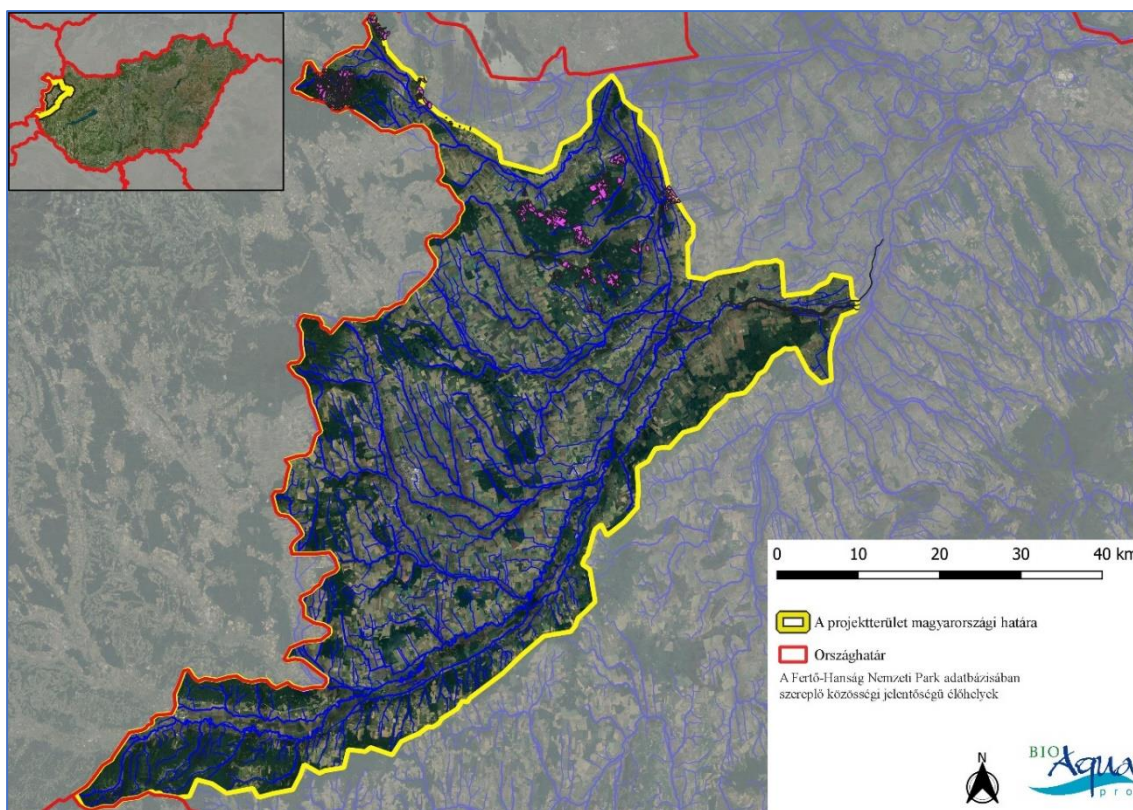 0 10 20 30 40 km
A projektterület magyarországi határa
Országhatár
A Fertő-Hanság Nemzeti Park adatbázisában
szereplő közösségi jelentőségű élőhelyek
N
BIO
Aqua
pro